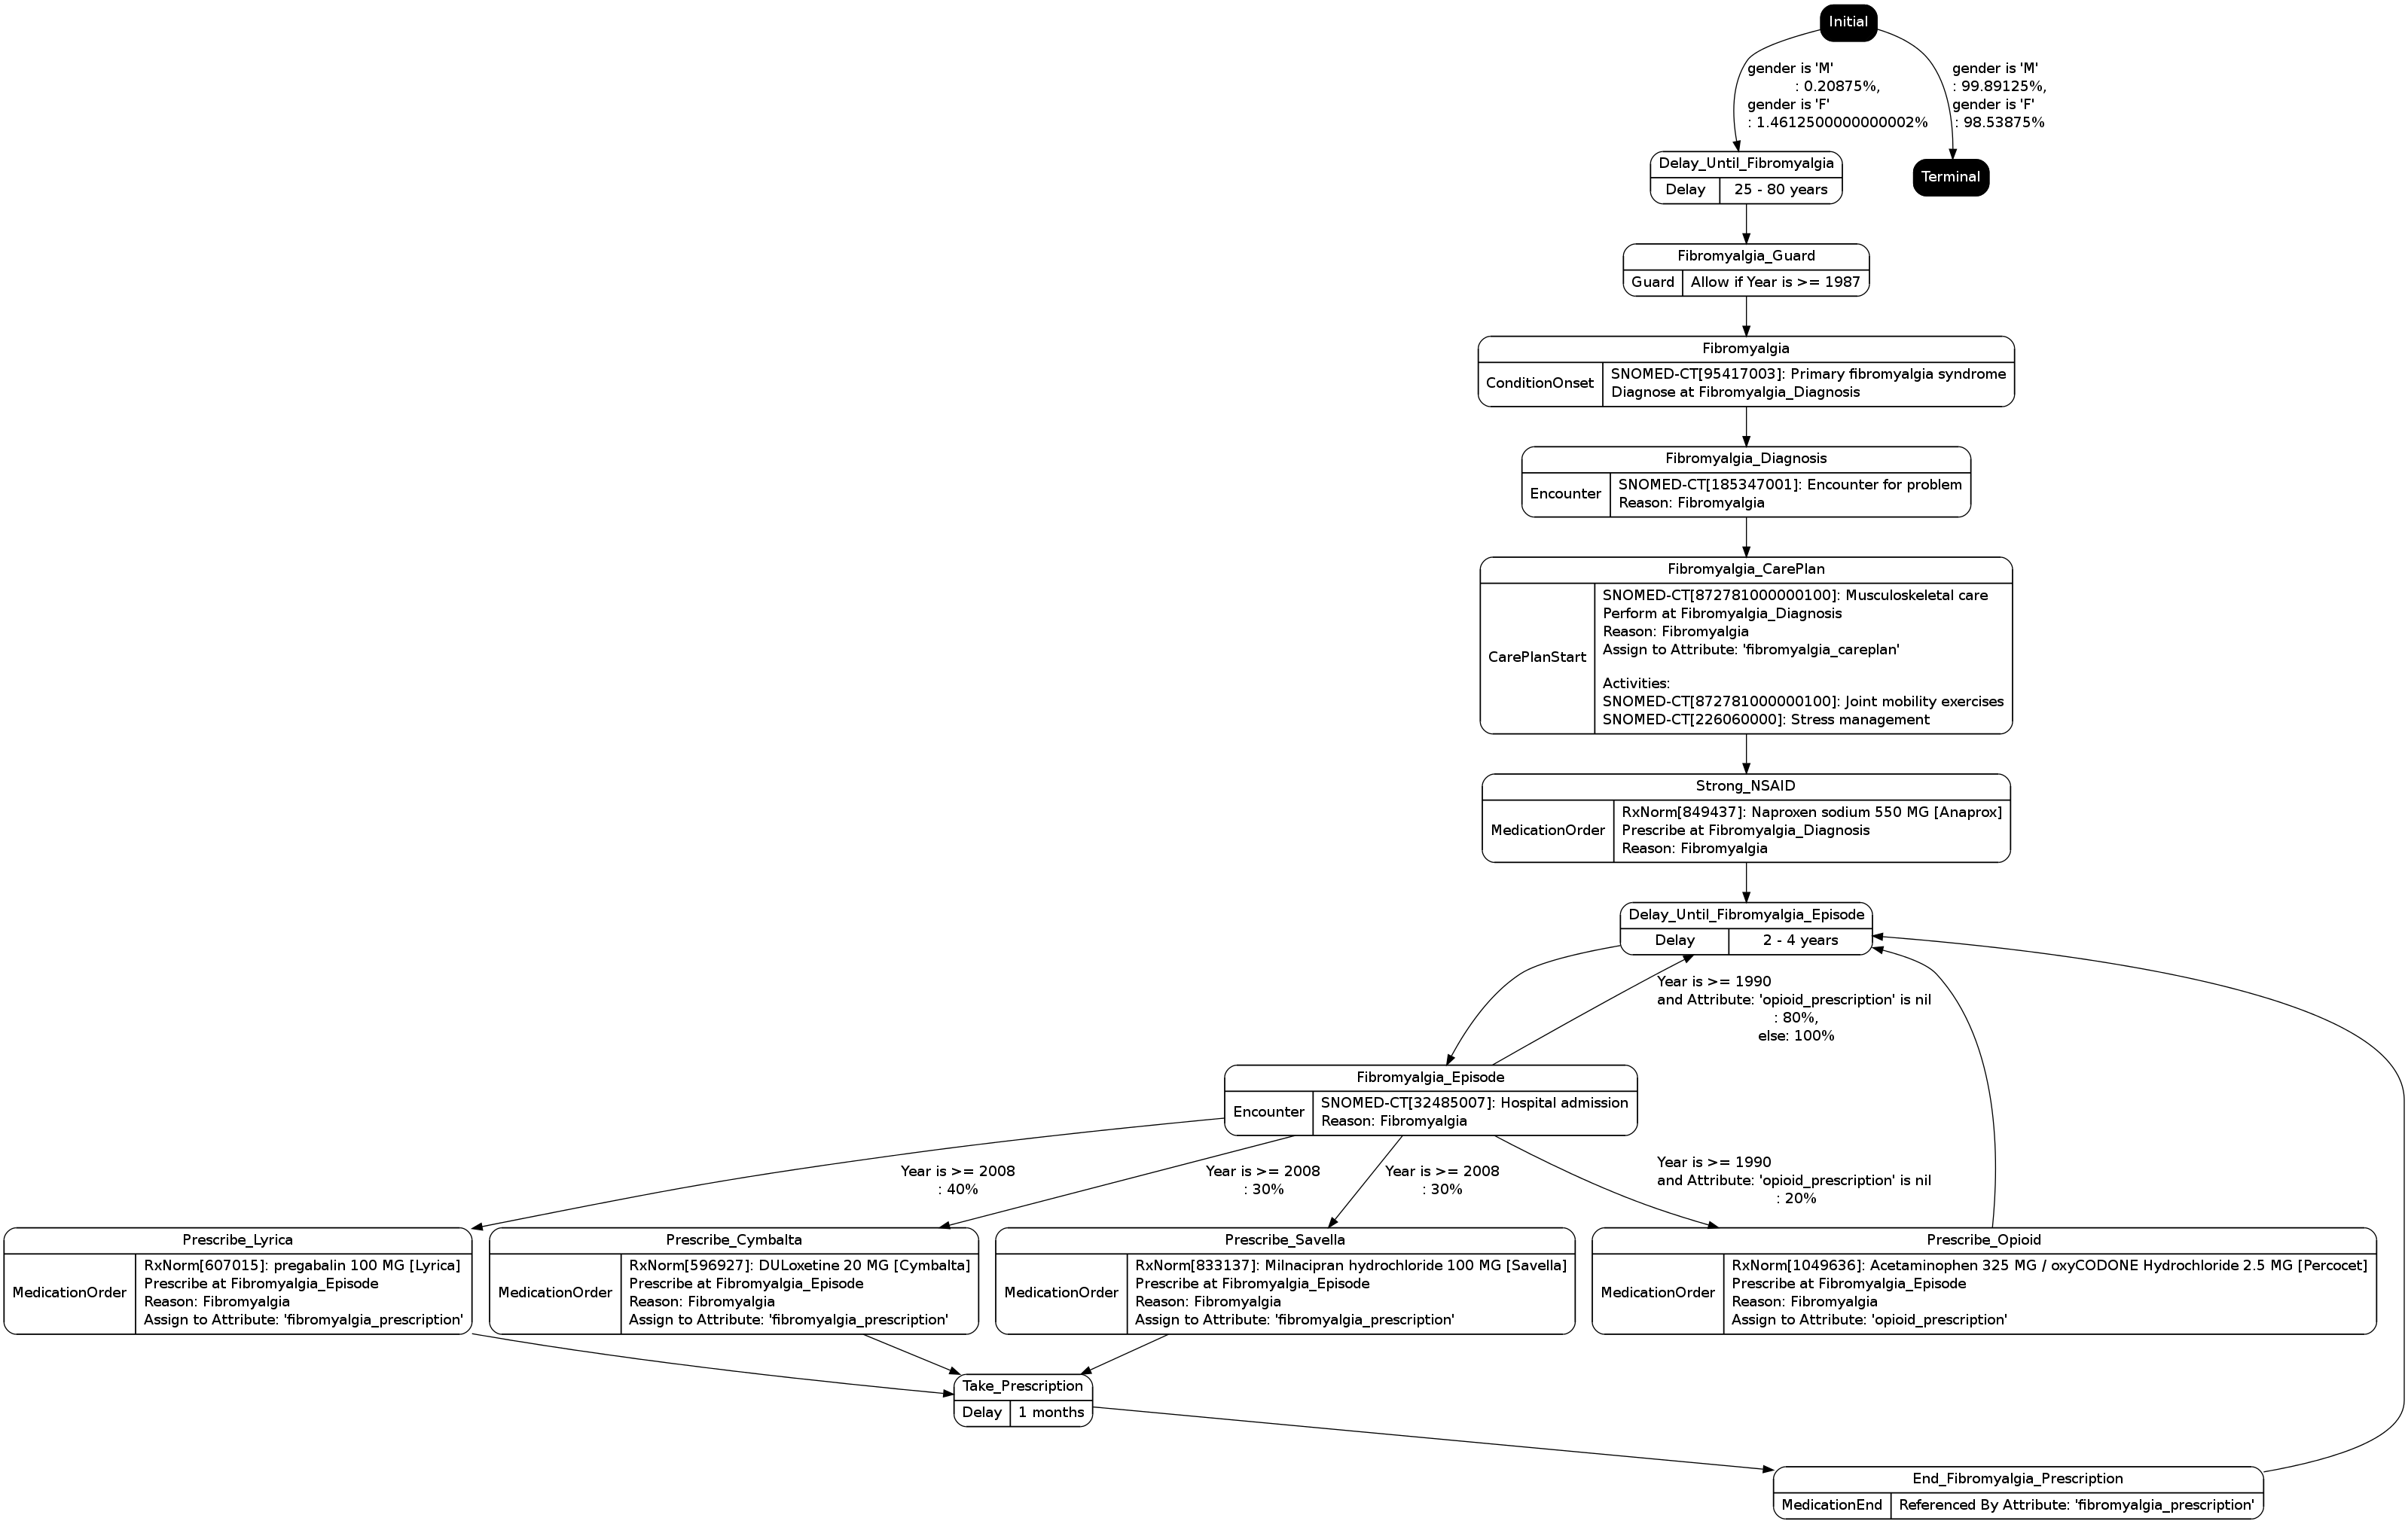 Initial
gender is 'M'
: 0.20875%,
gender is 'F'
: 1.4612500000000002%
gender is 'M'
: 99.89125%,
gender is 'F'
: 98.53875%
Delay_Until_Fibromyalgia
Delay
25 - 80 years
Terminal
Fibromyalgia_Guard
Guard
Allow if Year is >= 1987
Fibromyalgia
ConditionOnset
SNOMED-CT[95417003]: Primary fibromyalgia syndrome
Diagnose at Fibromyalgia_Diagnosis
Fibromyalgia_Diagnosis
Encounter
SNOMED-CT[185347001]: Encounter for problem
Reason: Fibromyalgia
Fibromyalgia_CarePlan
CarePlanStart
SNOMED-CT[872781000000100]: Musculoskeletal care
Perform at Fibromyalgia_Diagnosis
Reason: Fibromyalgia
Assign to Attribute: 'fibromyalgia_careplan'
Activities:
SNOMED-CT[872781000000100]: Joint mobility exercises
SNOMED-CT[226060000]: Stress management
Strong_NSAID
MedicationOrder
RxNorm[849437]: Naproxen sodium 550 MG [Anaprox]
Prescribe at Fibromyalgia_Diagnosis
Reason: Fibromyalgia
Delay_Until_Fibromyalgia_Episode
Delay
2 - 4 years
Year is >= 1990
and Attribute: 'opioid_prescription' is nil
: 80%,
else: 100%
Fibromyalgia_Episode
Encounter
SNOMED-CT[32485007]: Hospital admission
Reason: Fibromyalgia
Year is >= 2008
: 40%
Year is >= 2008
: 30%
Year is >= 2008
: 30%
Year is >= 1990
and Attribute: 'opioid_prescription' is nil
: 20%
Prescribe_Lyrica
MedicationOrder
RxNorm[607015]: pregabalin 100 MG [Lyrica]
Prescribe at Fibromyalgia_Episode
Reason: Fibromyalgia
Assign to Attribute: 'fibromyalgia_prescription'
Prescribe_Cymbalta
MedicationOrder
RxNorm[596927]: DULoxetine 20 MG [Cymbalta]
Prescribe at Fibromyalgia_Episode
Reason: Fibromyalgia
Assign to Attribute: 'fibromyalgia_prescription'
Prescribe_Savella
MedicationOrder
RxNorm[833137]: Milnacipran hydrochloride 100 MG [Savella]
Prescribe at Fibromyalgia_Episode
Reason: Fibromyalgia
Assign to Attribute: 'fibromyalgia_prescription'
Prescribe_Opioid
MedicationOrder
RxNorm[1049636]: Acetaminophen 325 MG / oxyCODONE Hydrochloride 2.5 MG [Percocet]
Prescribe at Fibromyalgia_Episode
Reason: Fibromyalgia
Assign to Attribute: 'opioid_prescription'
Take_Prescription
Delay
1 months
End_Fibromyalgia_Prescription
MedicationEnd
Referenced By Attribute: 'fibromyalgia_prescription'